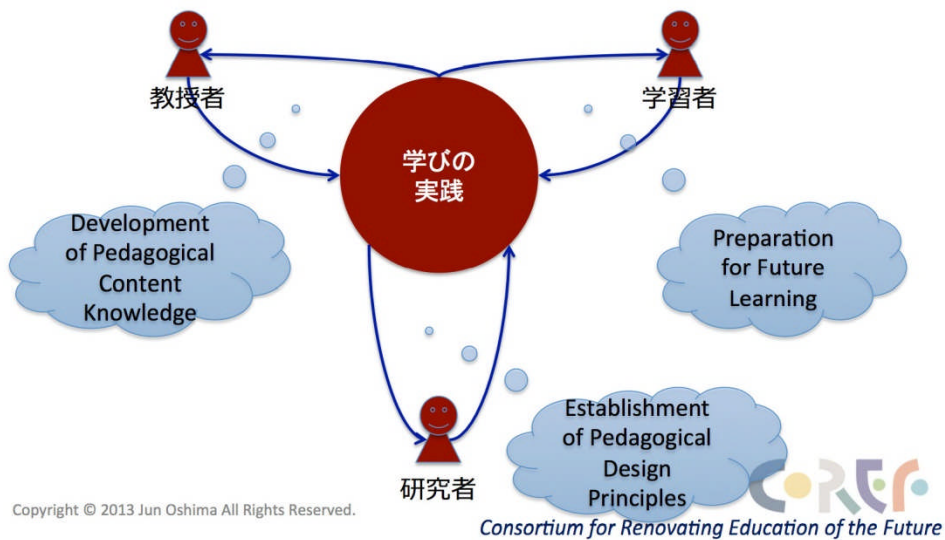 教授者
学習者
学びの
実践
Development
of Pedagogical
Content
Knowledge
Preparation
for Future
Learning
Establishment
of Pedagogical
Design
Principles
研究者
CoREF
Copyright © 2013 Jun Oshima All Rights Reserved.
Consortium for Renovating Education of the Future